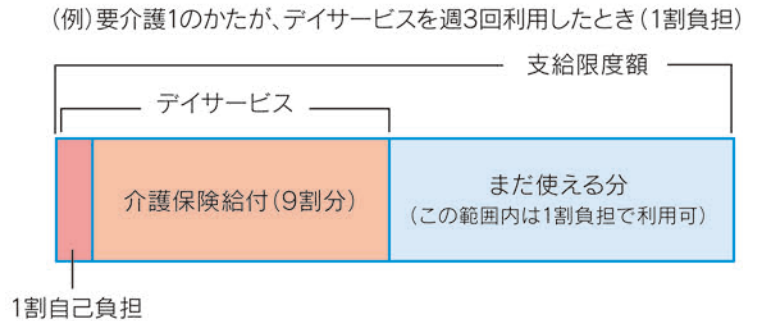 (例)要介護1のかたが、デイサービスを週3回利用したとき(1割負担)
支給限度額
デイサービス
介護保険給付(9割分)
まだ使える分
(この範囲内は1割負担で利用可)
1割自己負担